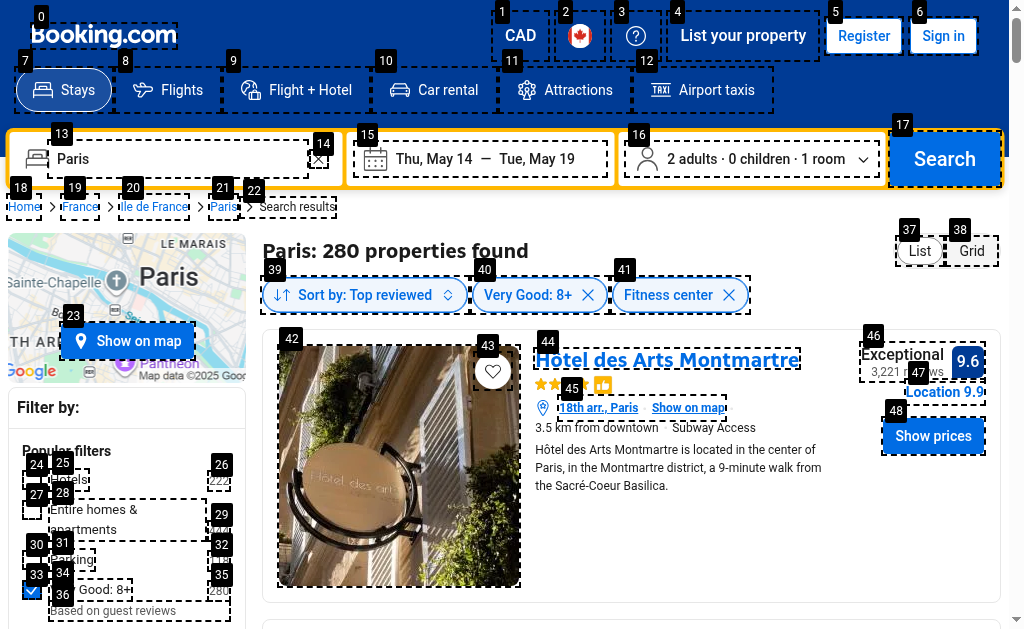 0
Booking.com
1
CAD
2
3
4
List your property
5
Register
6
Sign in
7
Stays
8
Flights
9
Flight + Hotel
10
Car rental
11
Attractions
12
Airport taxis
13
Paris
14
15
Thu, May 14 — Tue, May 19
16
2 adults · 0 children · 1 room
17
Search
18
Home
19
France
20
Ile de France
21
Paris
22
Search results
LE MARAIS
Sainte-Chapelle
Paris
23
Show on map
Panthéon
Google
Map data ©2025
Paris: 280 properties found
37
List
38
Grid
39
Sort by: Top reviewed
40
Very Good: 8+
41
Fitness center
Filter by:
Popular filters
24
25
Hotels
26
222
27
28
Entire homes &
apartments
29
30
31
Parking
32
33
34
Good: 8+
35
280
36
Based on guest reviews
42
Hôtel des art
43
44
Hôtel des Arts Montmartre
45
18th arr., Paris
Show on map
3.5 km from downtown · Subway Access
Hôtel des Arts Montmartre is located in the center of
Paris, in the Montmartre district, a 9-minute walk from
the Sacré-Coeur Basilica.
46
Exceptional
9.6
3,221
47
Location 9.9
48
Show prices